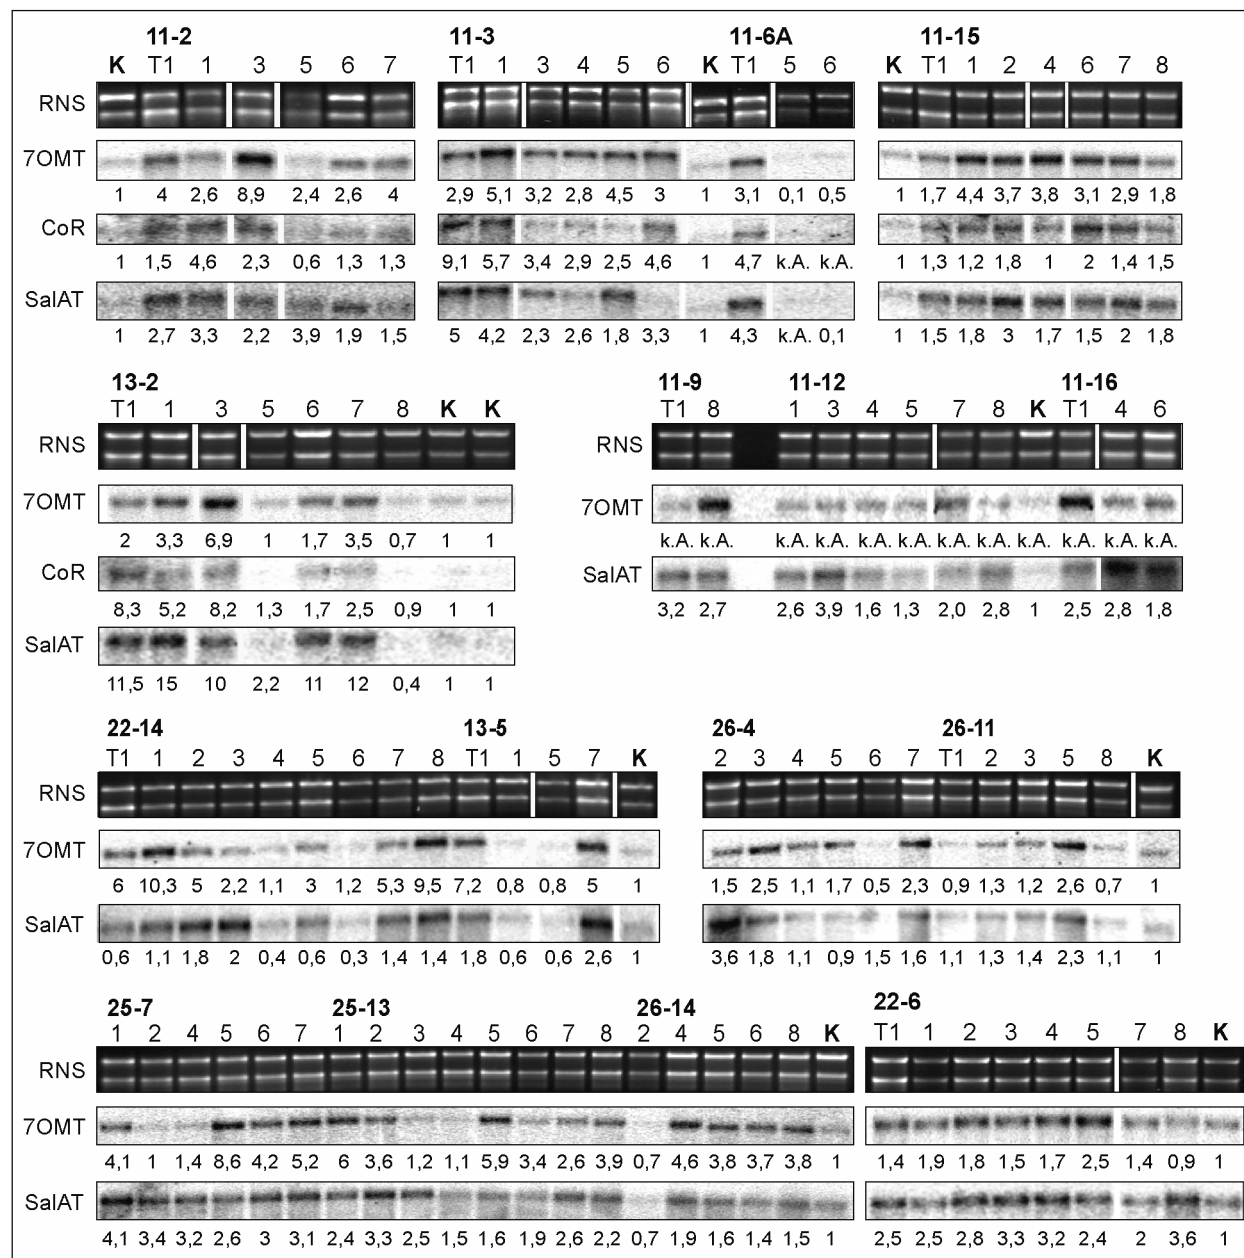 11-2 11-3 11-6A 11-15
K T1 1 3 5 6 7 T1 1 3 4 5 6 K T1 5 6 K T1 1 2 4 6 7 8
RNS
7OMT
1 4 2,6 8,9 2,4 2,6 4 2,9 5,1 3,2 2,8 4,5 3 1 3,1 0,1 0,5 1 1,7 4,4 3,7 3,8 3,1 2,9 1,8
CoR
1 1,5 4,6 2,3 0,6 1,3 1,3 9,1 5,7 3,4 2,9 2,5 4,6 1 4,7 k.A. k.A. 1 1,3 1,2 1,8 1 2 1,4 1,5
SalAT
1 2,7 3,3 2,2 3,9 1,9 1,5 5 4,2 2,3 2,6 1,8 3,3 1 4,3 k.A. 0,1 1 1,5 1,8 3 1,7 1,5 2 1,8
13-2
T1 1 3 5 6 7 8 K K
RNS
7OMT
2 3,3 6,9 1 1,7 3,5 0,7 1 1
CoR
8,3 5,2 8,2 1,3 1,7 2,5 0,9 1 1
SalAT
11,5 15 10 2,2 11 12 0,4 1 1
11-9 11-12 11-16
T1 8 1 3 4 5 7 8 K T1 4 6
RNS
7OMT
k.A. k.A. k.A. k.A. k.A. k.A. k.A. k.A. k.A. k.A. k.A. k.A.
SalAT
3,2 2,7 2,6 3,9 1,6 1,3 2,0 2,8 1 2,5 2,8 1,8
22-14 13-5
T1 1 2 3 4 5 6 7 8 T1 1 5 7 K
RNS
7OMT
6 10,3 5 2,2 1,1 3 1,2 5,3 9,5 7,2 0,8 0,8 5 1
SalAT
0,6 1,1 1,8 2 0,4 0,6 0,3 1,4 1,4 1,8 0,6 0,6 2,6 1
26-4 26-11
2 3 4 5 6 7 T1 2 3 5 8 K
RNS
7OMT
1,5 2,5 1,1 1,7 0,5 2,3 0,9 1,3 1,2 2,6 0,7 1
SalAT
3,6 1,8 1,1 0,9 1,5 1,6 1,1 1,3 1,4 2,3 1,1 1
25-7 25-13 26-14
1 2 4 5 6 7 1 2 3 4 5 6 7 8 2 4 5 6 8 K
RNS
7OMT
4,1 1 1,4 8,6 4,2 5,2 6 3,6 1,2 1,1 5,9 3,4 2,6 3,9 0,7 4,6 3,8 3,7 3,8 1
SalAT
4,1 3,4 3,2 2,6 3 3,1 2,4 3,3 2,5 1,5 1,6 1,9 2,6 2,2 0,7 1,9 1,6 1,4 1,5 1
22-6
T1 1 2 3 4 5 7 8 K
RNS
7OMT
1,4 1,9 1,8 1,5 1,7 2,5 1,4 0,9 1
SalAT
2,5 2,5 2,8 3,3 3,2 2,4 2 3,6 1